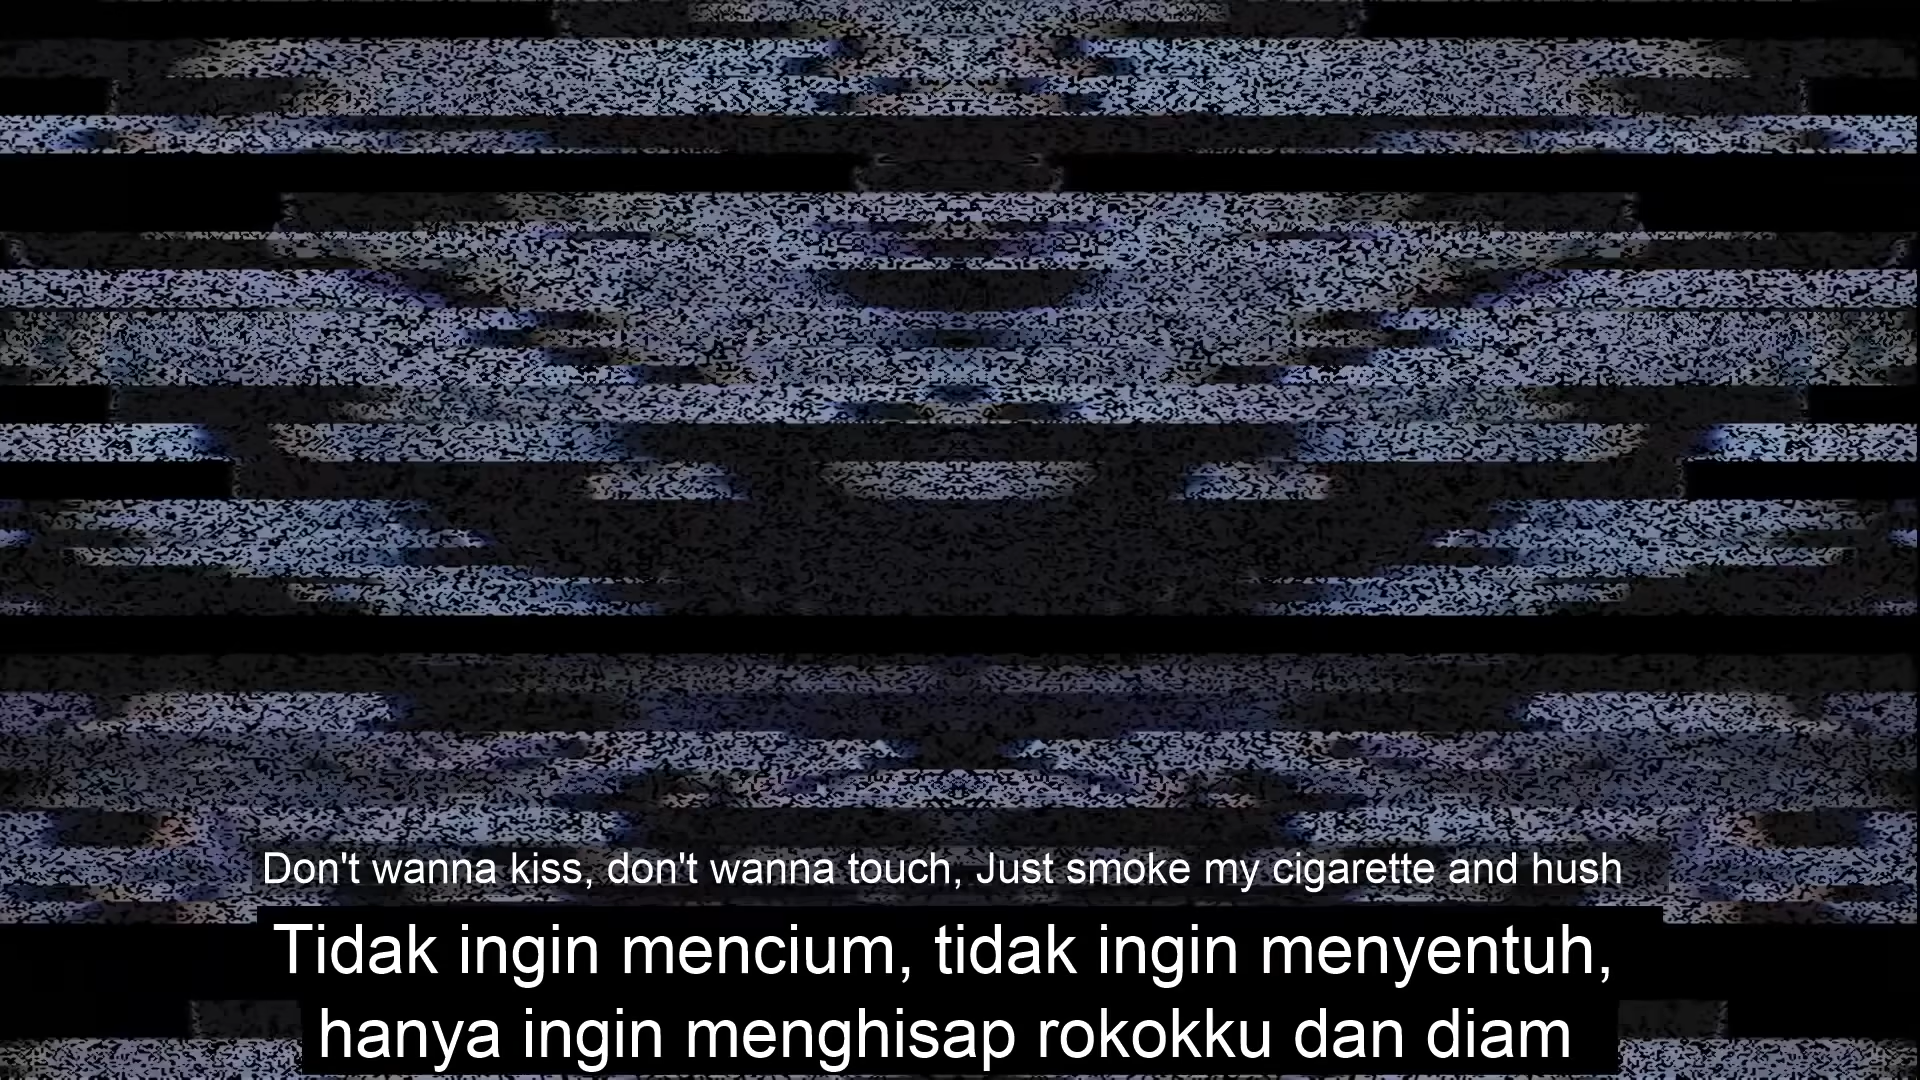 Don't wanna kiss, don't wanna touch, Just smoke my cigarette and hush
Tidak ingin mencium, tidak ingin menyentuh,
hanya ingin menghisap rokokku dan diam